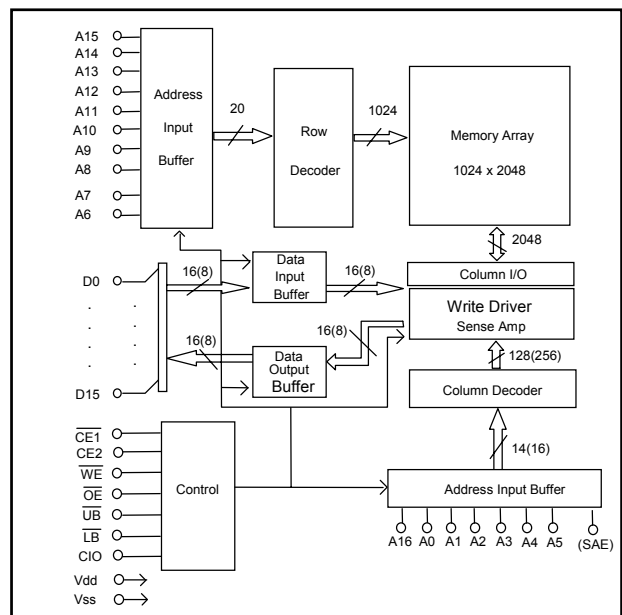 A15
A14
A13
A12
A11
A10
A9
A8
A7
A6
Address
Input
Buffer
20
Row
Decoder
1024
Memory Array
1024 x 2048
2048
D0
D15
16(8)
Data
Input
Buffer
16(8)
Column I/O
Write Driver
Sense Amp
16(8)
Data
Output
Buffer
16(8)
128(256)
Column Decoder
14(16)
CE1
CE2
WE
OE
UB
LB
CIO
Control
Address Input Buffer
A16 A0 A1 A2 A3 A4 A5 (SAE)
Vdd
Vss